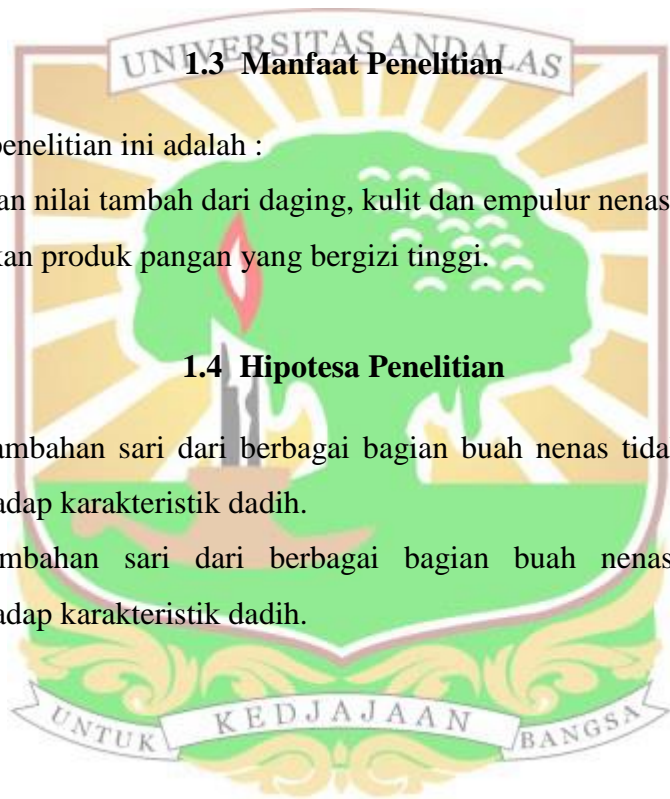 UNIVERSITAS ANDALAS
1.3 Manfaat Penelitian
penelitian ini adalah :
an nilai tambah dari daging, kulit dan empulur nenas
kan produk pangan yang bergizi tinggi.
1.4 Hipotesa Penelitian
ambahan sari dari berbagai bagian buah nenas tida
adap karakteristik dadih.
mbahan sari dari berbagai bagian buah nenas
adap karakteristik dadih.
UNTUK KEDJAJAAN BANGSA